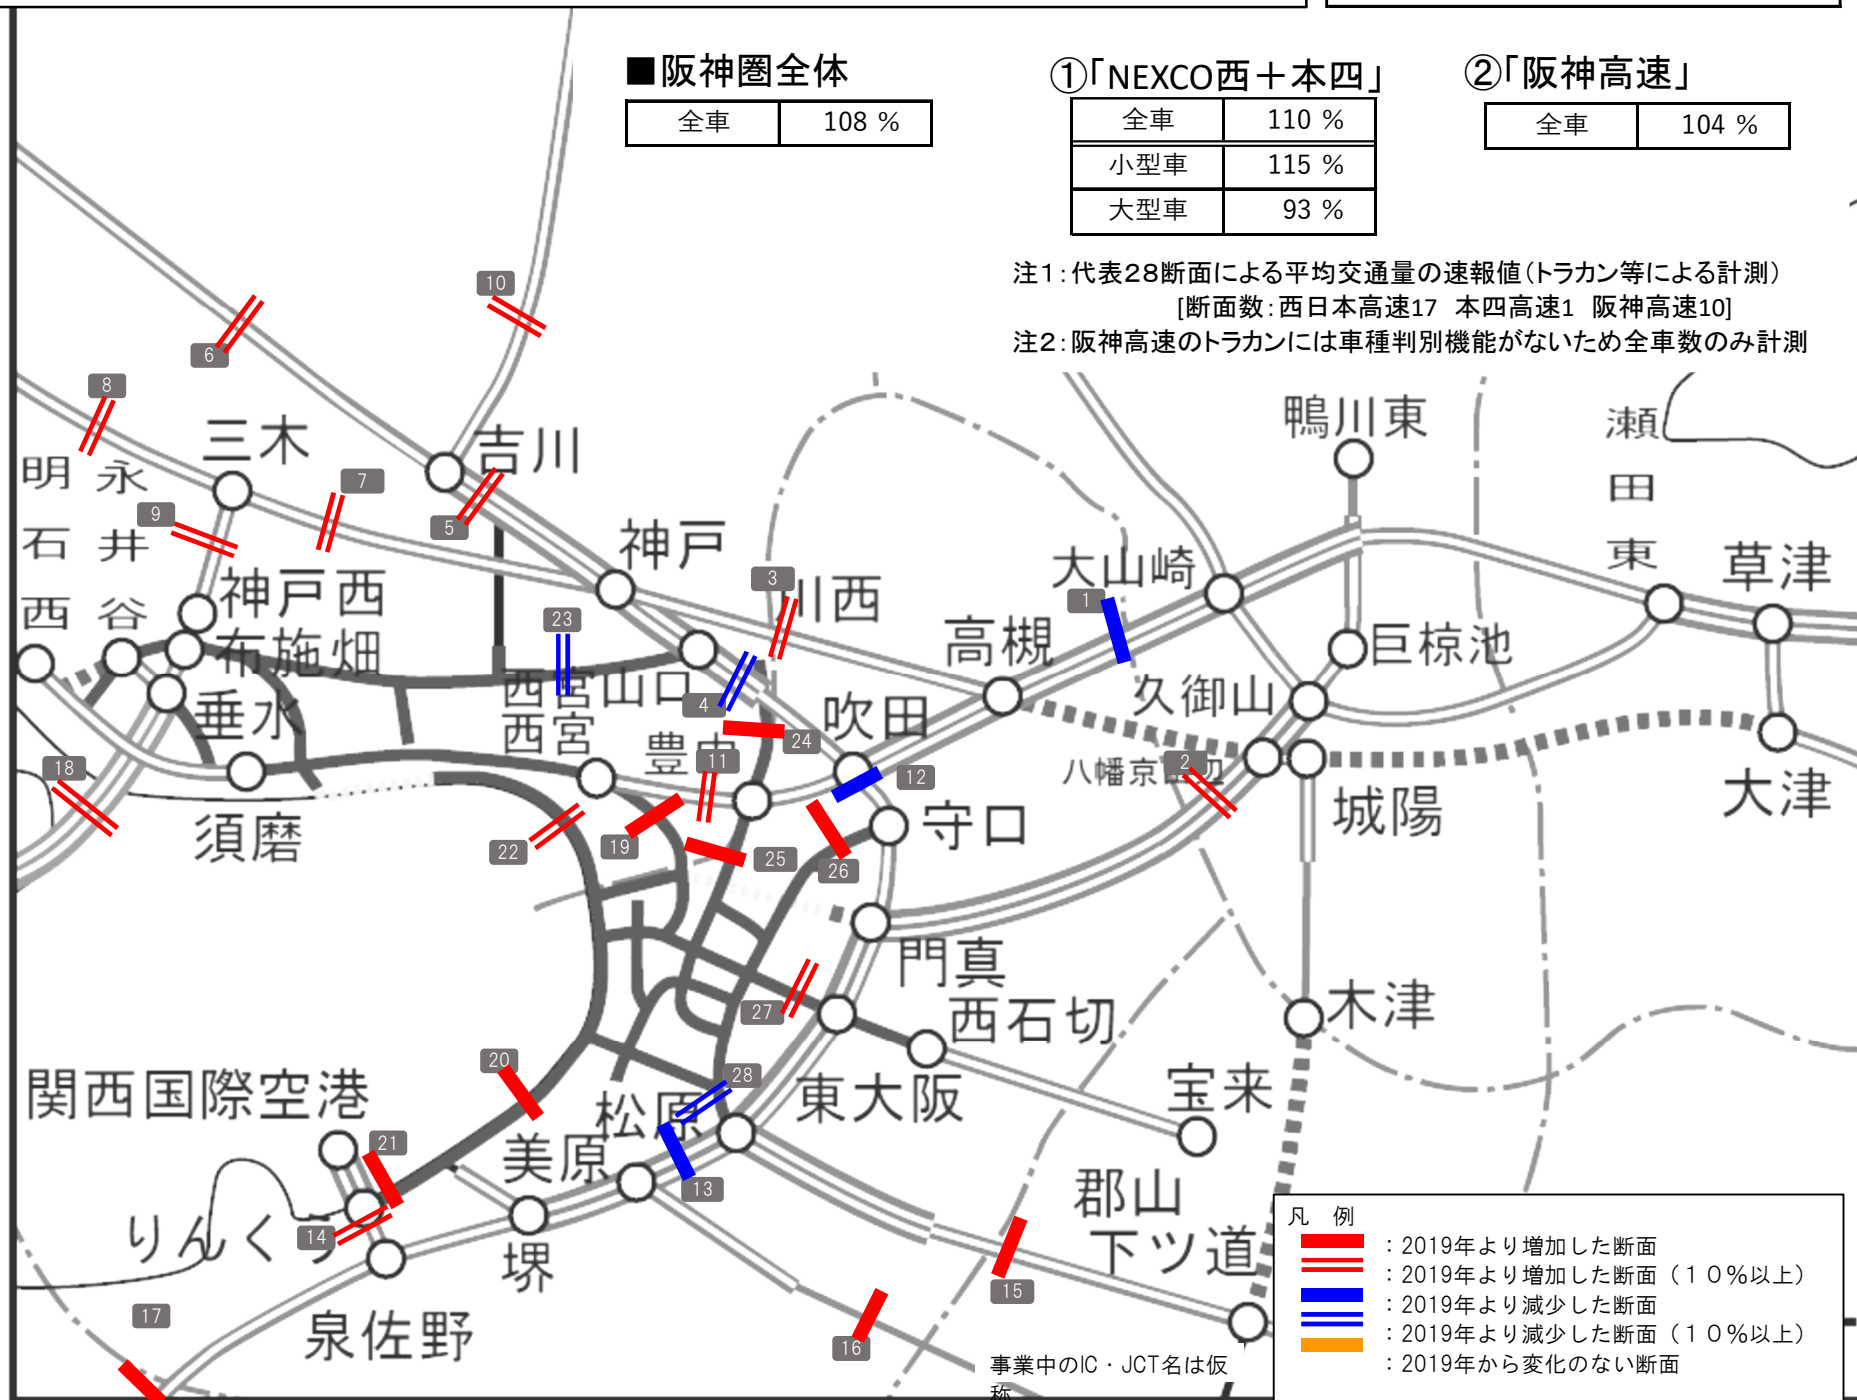 ■阪神圏全体
全車 108 %
①「NEXCO西＋本四」
全車 110 %
小型車 115 %
大型車 93 %
②「阪神高速」
全車 104 %
注1：代表28断面による平均交通量の速報値（トラカン等による計測）
[断面数：西日本高速17 本四高速1 阪神高速10]
注2：阪神高速のトラカンには車種判別機能がないため全車数のみ計測
10
6
8
三木
吉川
鴨川東
瀬田東
明石西
永井谷
7
9
5
神戸
3
川西
大山崎
1
草津
神戸西
布施畑
23
高槻
巨椋池
西宮山口
4
久御山
垂水
西宮
吹田
24
豊中
11
12
八幡京田辺
2
18
大津
城陽
須磨
22
19
25
26
守口
門真
27
西石切
木津
20
28
関西国際空港
松原
東大阪
宝来
21
美原
13
郡山
下ツ道
りんくう
14
堺
15
17
泉佐野
16
事業中のIC・JCT名は仮
称
凡 例
：2019年より増加した断面
：2019年より増加した断面（１０％以上）
：2019年より減少した断面
：2019年より減少した断面（１０％以上）
：2019年から変化のない断面